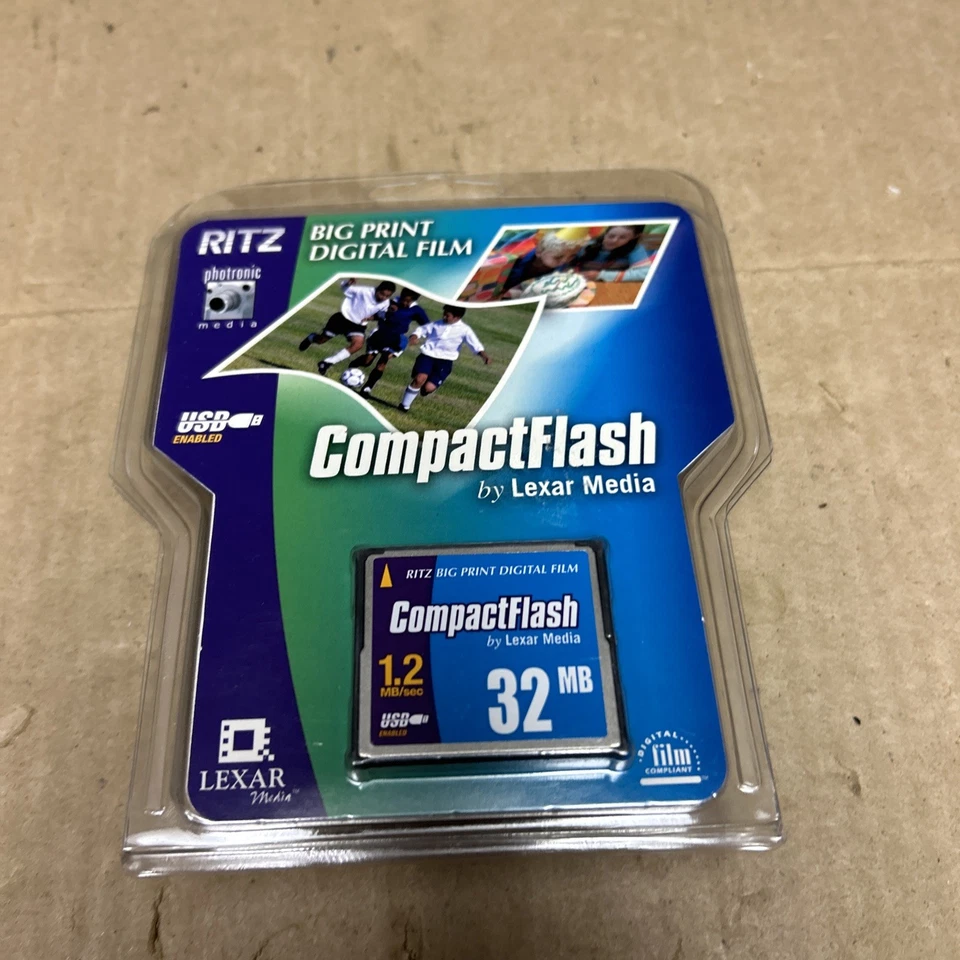 RITZ
BIG PRINT
DIGITAL FILM
photronic
media
USB
ENABLED
CompactFlash
by Lexar Media
RITZ BIG PRINT DIGITAL FILM
CompactFlash
by Lexar Media
1.2
MB/sec
32 MB
USB
ENABLED
LEXAR
Media™
DIGITAL
film
COMPLIANT